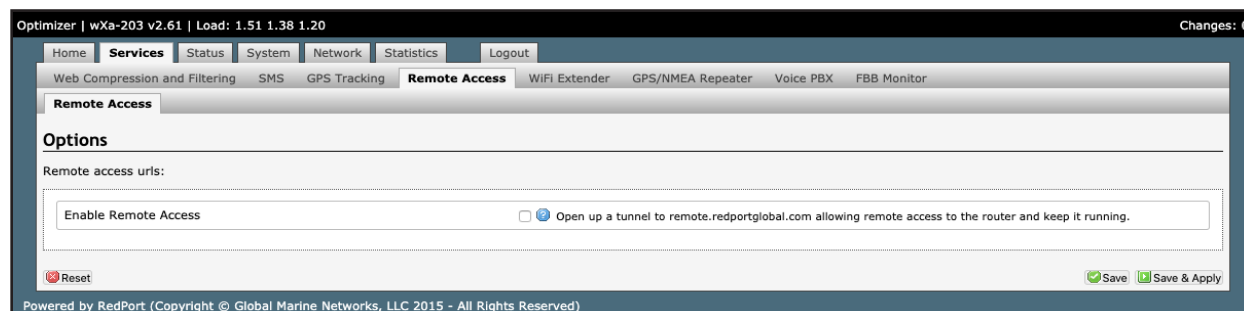 Optimizer | wXa-203 v2.61 | Load: 1.51 1.38 1.20 Changes:
Home Services Status System Network Statistics Logout
Web Compression and Filtering SMS GPS Tracking Remote Access WiFi Extender GPS/NMEA Repeater Voice PBX FBB Monitor
Remote Access
Options
Remote access urls:
Enable Remote Access Open up a tunnel to remote.redportglobal.com allowing remote access to the router and keep it running.
Reset Save Save & Apply
Powered by RedPort (Copyright © Global Marine Networks, LLC 2015 - All Rights Reserved)